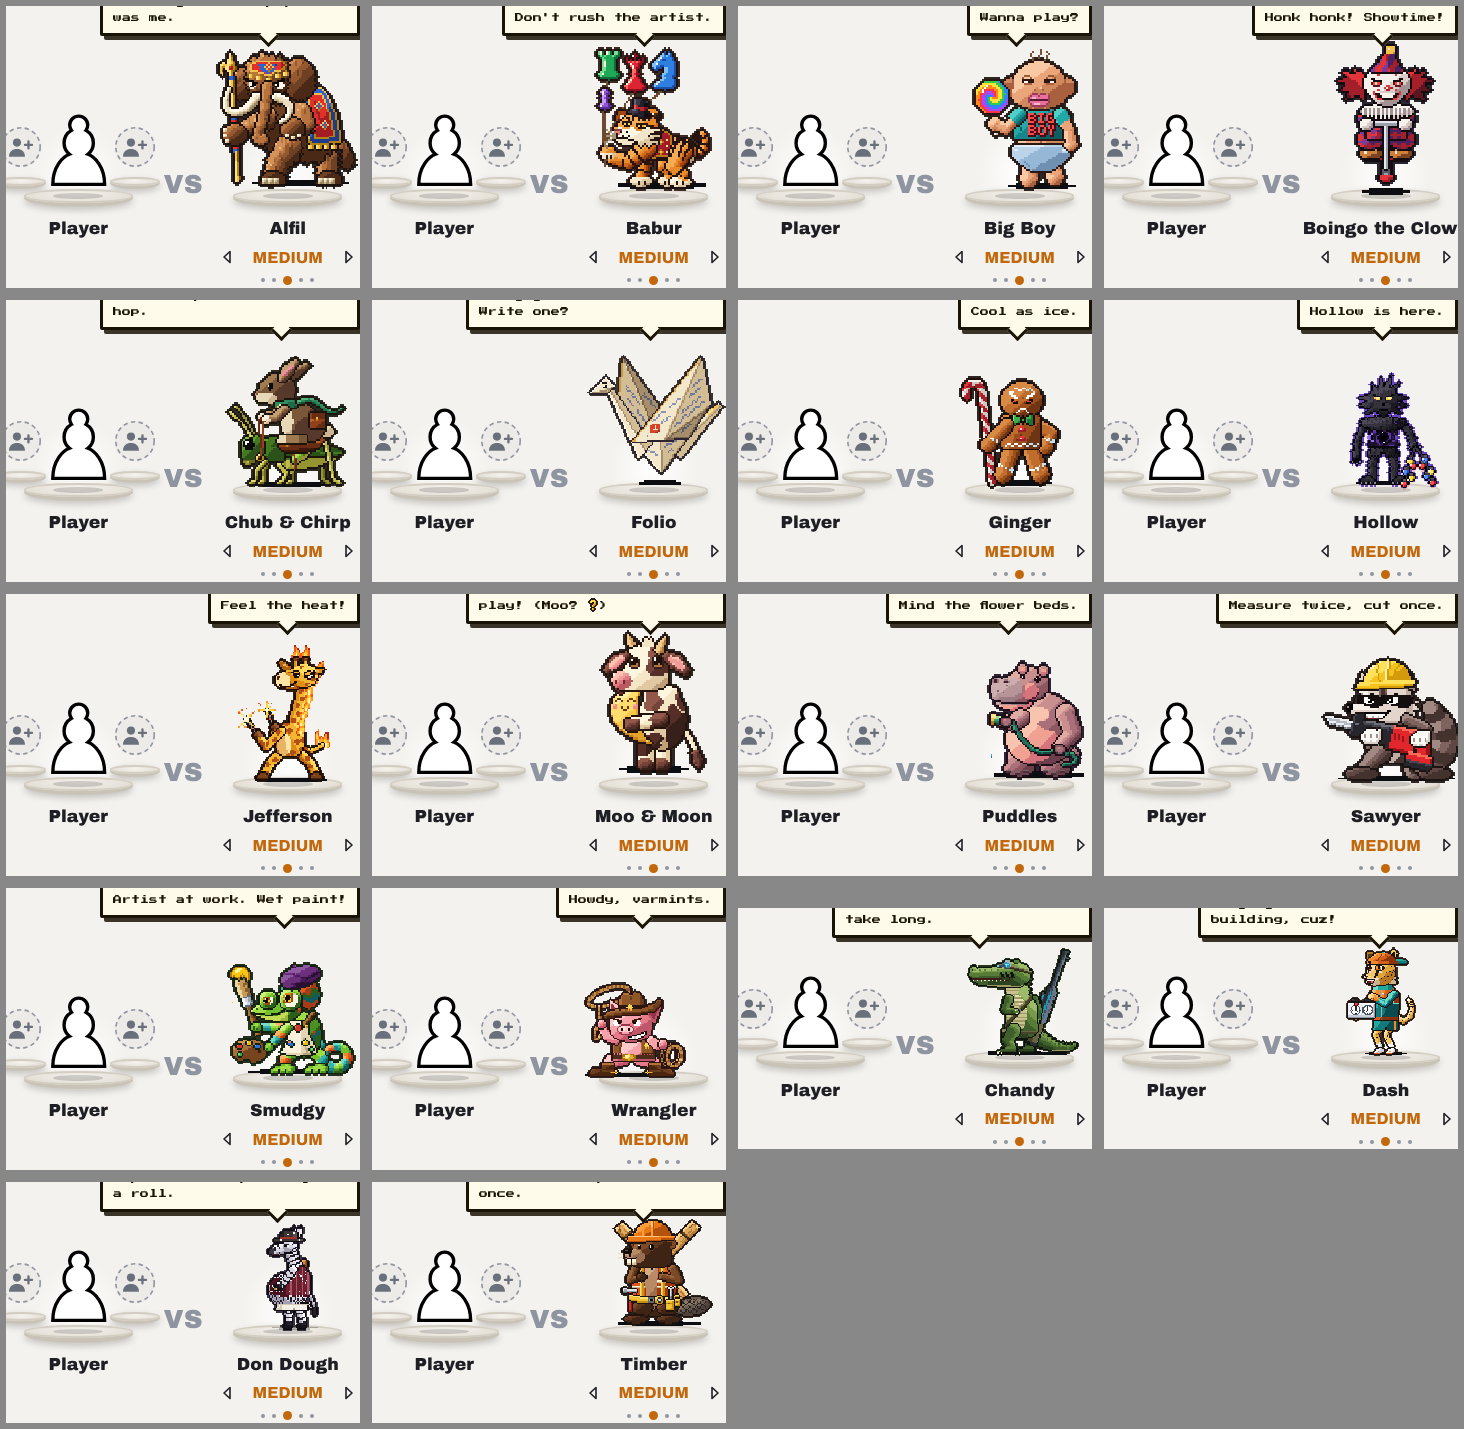 was me.
VS
Player
Alfil
MEDIUM
Don't rush the artist.
VS
Player
Babur
MEDIUM
Wanna play?
BIG
BOY
VS
Player
Big Boy
MEDIUM
Honk honk! Showtime!
VS
Player
Boingo the Clow
MEDIUM
hop.
VS
Player
Chub & Chirp
MEDIUM
Write one?
VS
Player
Folio
MEDIUM
Cool as ice.
VS
Player
Ginger
MEDIUM
Hollow is here.
VS
Player
Hollow
MEDIUM
Feel the heat!
VS
Player
Jefferson
MEDIUM
play! (Moo? ?)
VS
Player
Moo & Moon
MEDIUM
Mind the flower beds.
VS
Player
Puddles
MEDIUM
Measure twice, cut once.
VS
Player
Sawyer
MEDIUM
Artist at work. Wet paint!
VS
Player
Smudgy
MEDIUM
Howdy, varmints.
VS
Player
Wrangler
MEDIUM
take long.
VS
Player
Chandy
MEDIUM
building, cuz!
VS
Player
Dash
MEDIUM
a roll.
VS
Player
Don Dough
MEDIUM
once.
VS
Player
Timber
MEDIUM